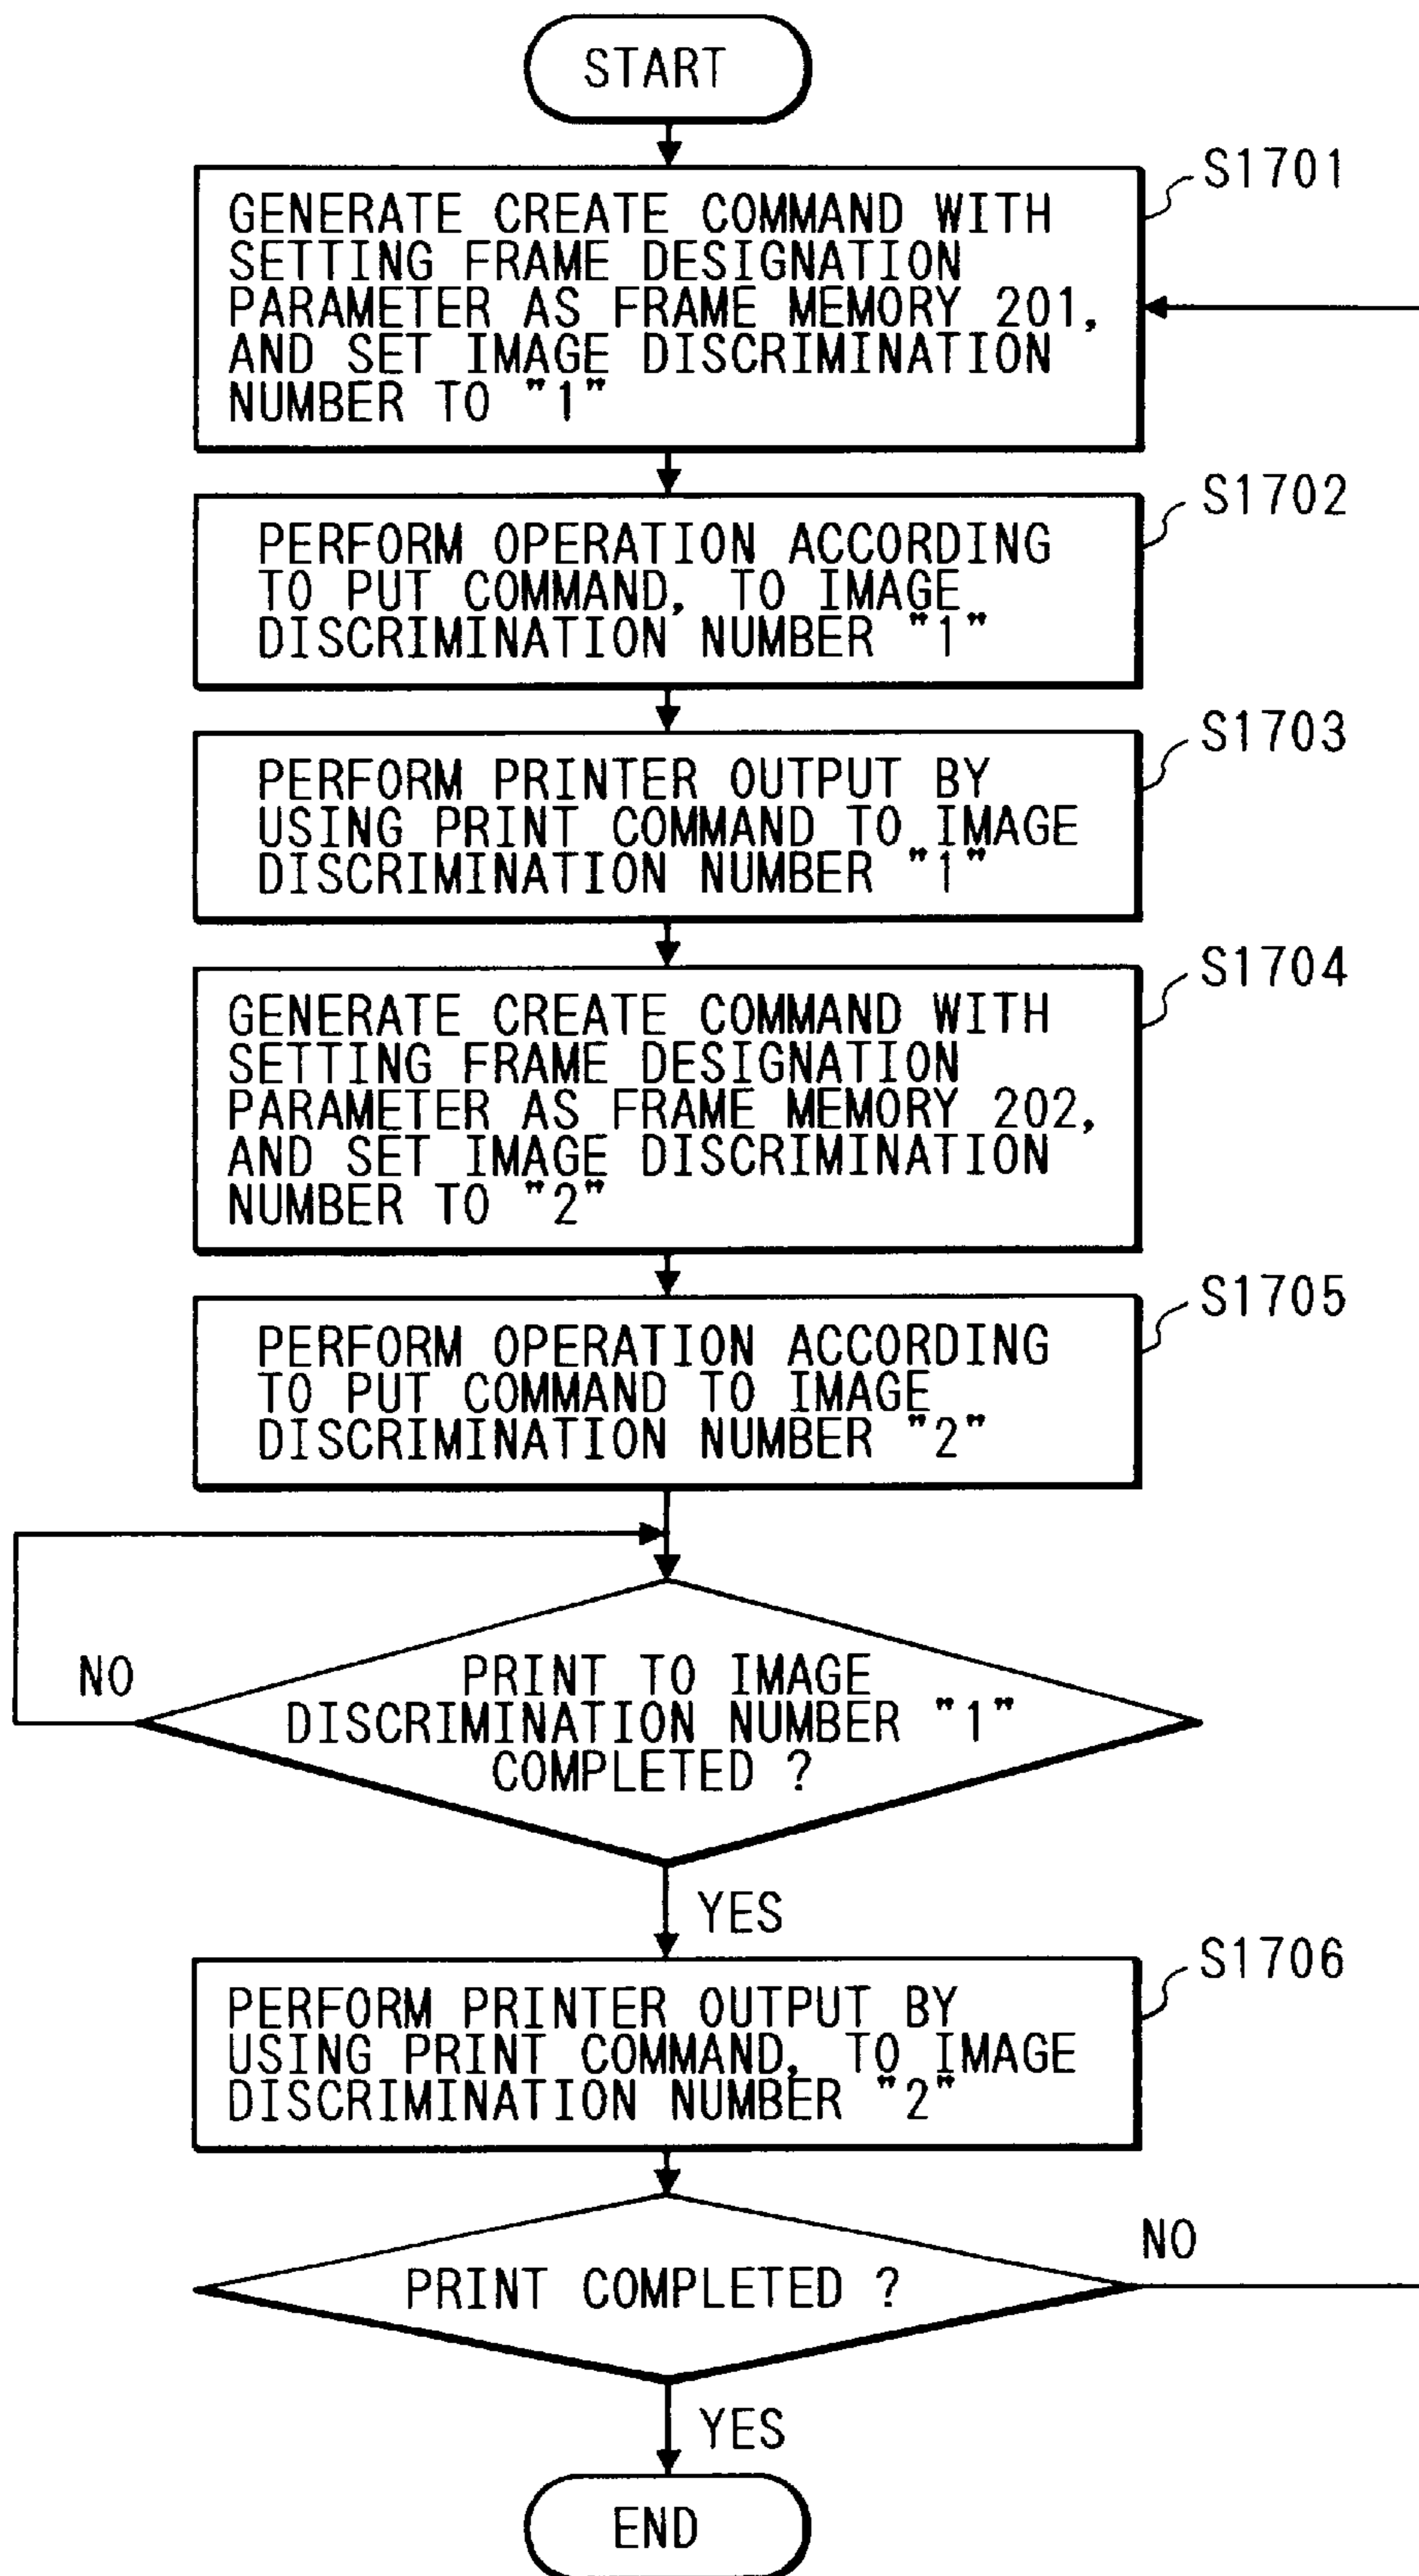 START
S1701
GENERATE CREATE COMMAND WITH
SETTING FRAME DESIGNATION
PARAMETER AS FRAME MEMORY 201,
AND SET IMAGE DISCRIMINATION
NUMBER TO "1"
S1702
PERFORM OPERATION ACCORDING
TO PUT COMMAND, TO IMAGE
DISCRIMINATION NUMBER "1"
S1703
PERFORM PRINTER OUTPUT BY
USING PRINT COMMAND TO IMAGE
DISCRIMINATION NUMBER "1"
S1704
GENERATE CREATE COMMAND WITH
SETTING FRAME DESIGNATION
PARAMETER AS FRAME MEMORY 202,
AND SET IMAGE DISCRIMINATION
NUMBER TO "2"
S1705
PERFORM OPERATION ACCORDING
TO PUT COMMAND TO IMAGE
DISCRIMINATION NUMBER "2"
NO
PRINT TO IMAGE
DISCRIMINATION NUMBER "1"
COMPLETED ?
YES
S1706
PERFORM PRINTER OUTPUT BY
USING PRINT COMMAND, TO IMAGE
DISCRIMINATION NUMBER "2"
NO
PRINT COMPLETED ?
YES
END